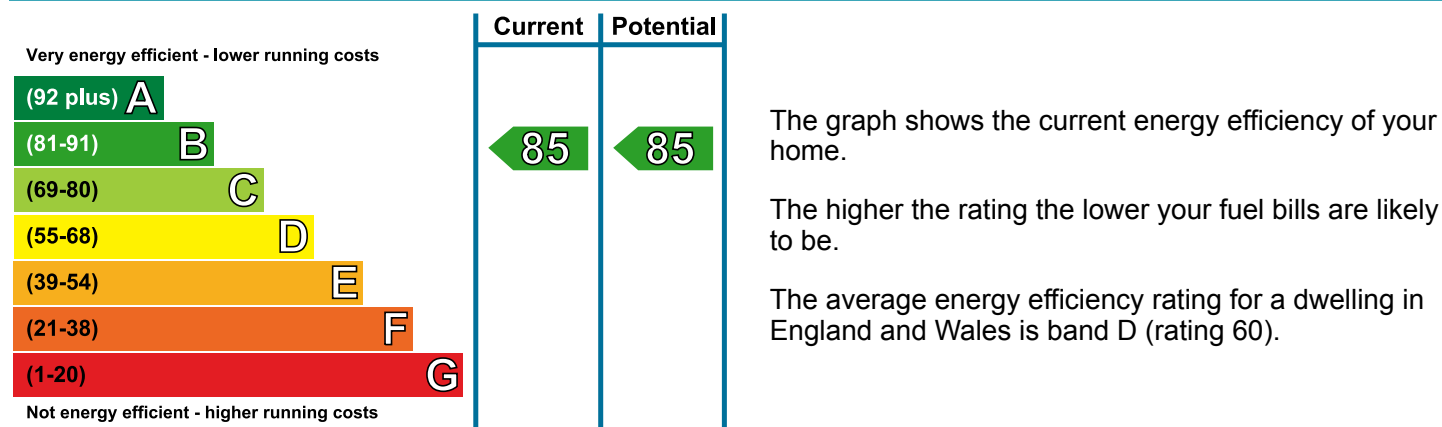 Current Potential
Very energy efficient - lower running costs
(92 plus) A
(81-91) B
85 85
(69-80) C
(55-68) D
(39-54) E
(21-38) F
(1-20) G
Not energy efficient - higher running costs
The graph shows the current energy efficiency of your
home.
The higher the rating the lower your fuel bills are likely
to be.
The average energy efficiency rating for a dwelling in
England and Wales is band D (rating 60).